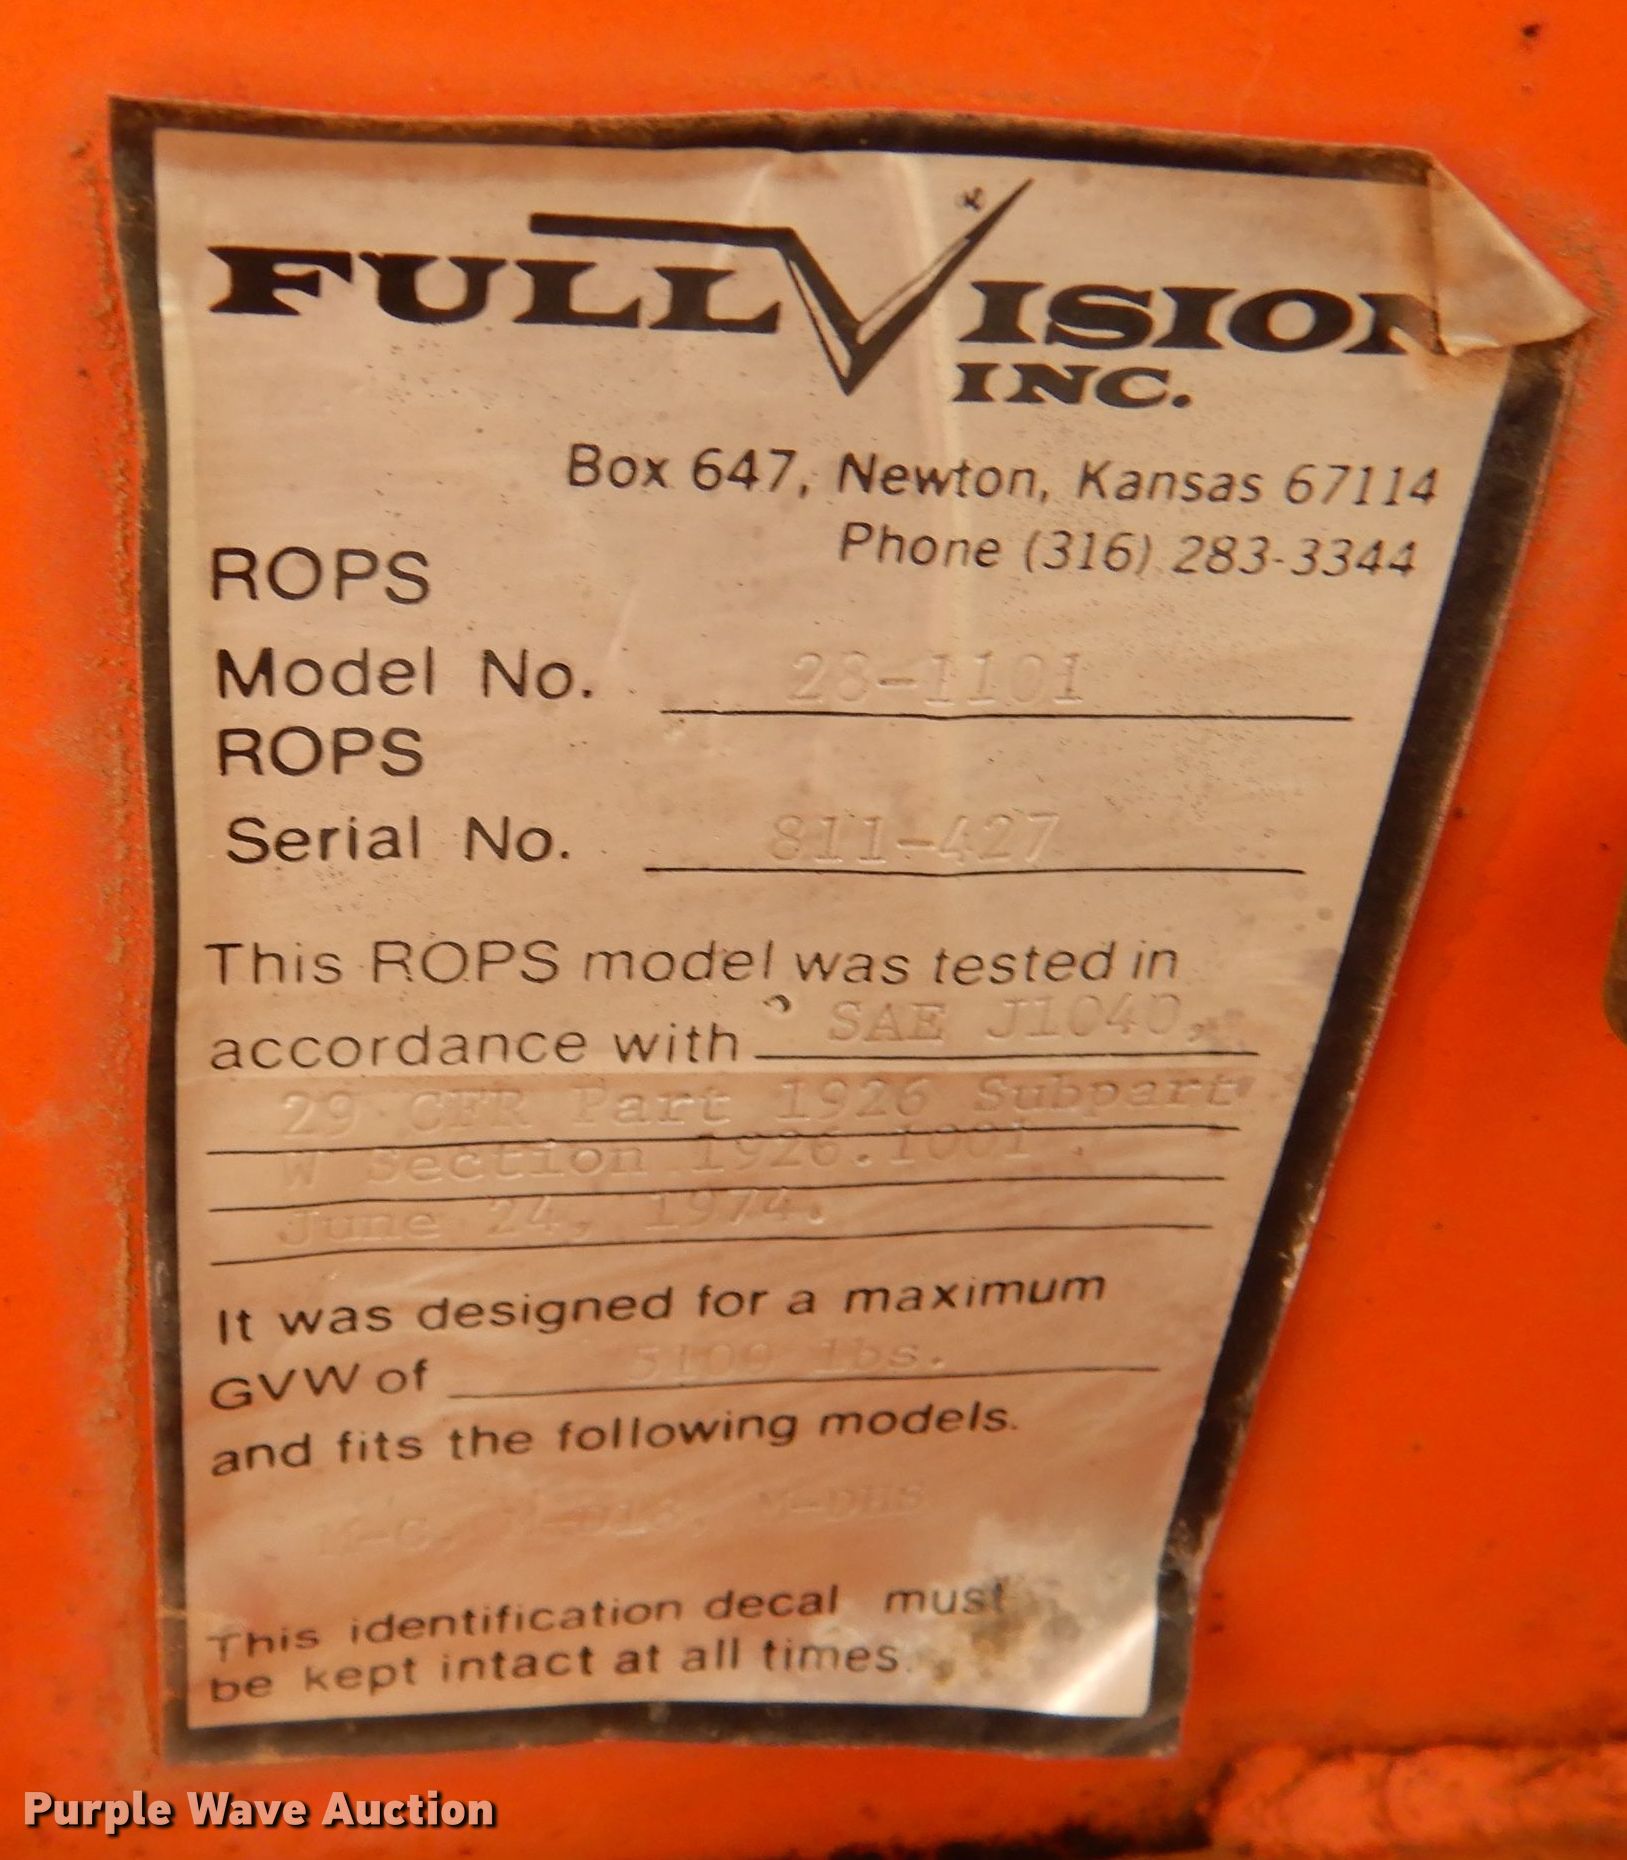 FULL VISION
INC.
Box 647, Newton, Kansas 67114
Phone (316) 283-3344
ROPS
Model No. 28-1101
ROPS
Serial No. 811-427
This ROPS model was tested in
accordance with SAE J1040,
29 CFR Part 1926 Subpart
W Section 1926.1001
June 24, 1974.
It was designed for a maximum
GVW of 5100 lbs.
and fits the following models.
This identification decal must
be kept intact at all times.
Purple Wave Auction